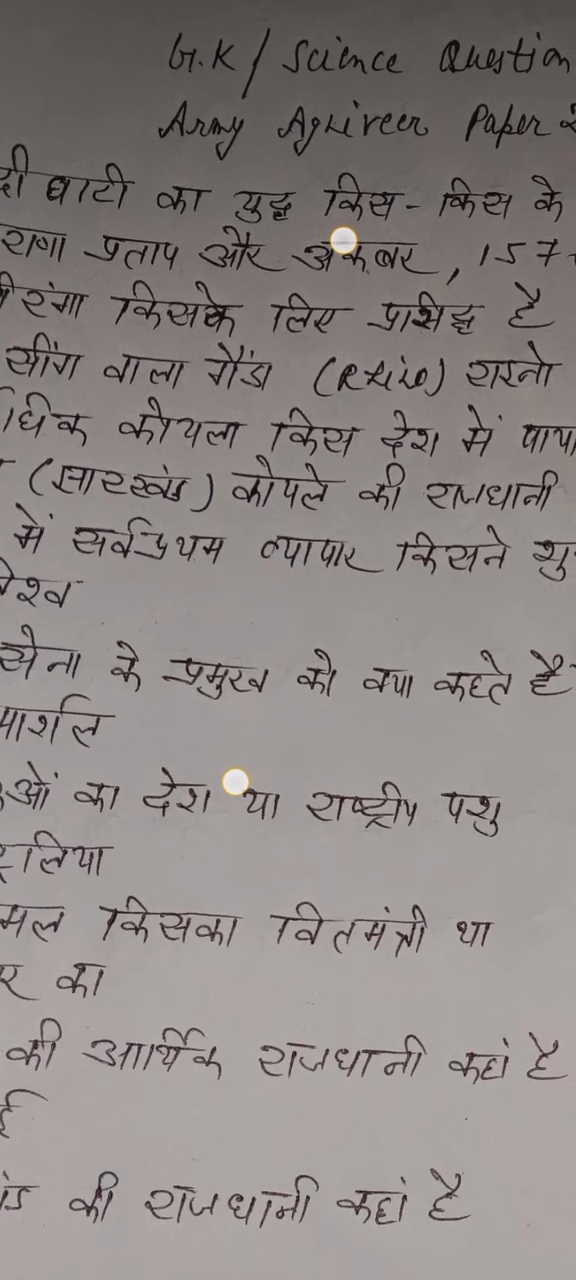 G.K / Science Question
Army Agniveer Paper
घाटी का युद्ध किस - किस के
राणा प्रताप और अकबर, 157
रंगा किसके लिए प्रसिद्ध है
सींग वाला गैंडा (Rhino)
धिक कोयला किस देश में पाया
(झारखंड) कोयले की राजधानी
में सर्वप्रथम व्यापार किसने शु
सेना के प्रमुख को क्या कहते है
मार्शल
ओं का देश या राष्ट्रीय पशु
लिया
मल किसका वितमंत्री था
र का
की आर्थिक राजधानी कहां है
ई
ंड की राजधानी कहां है